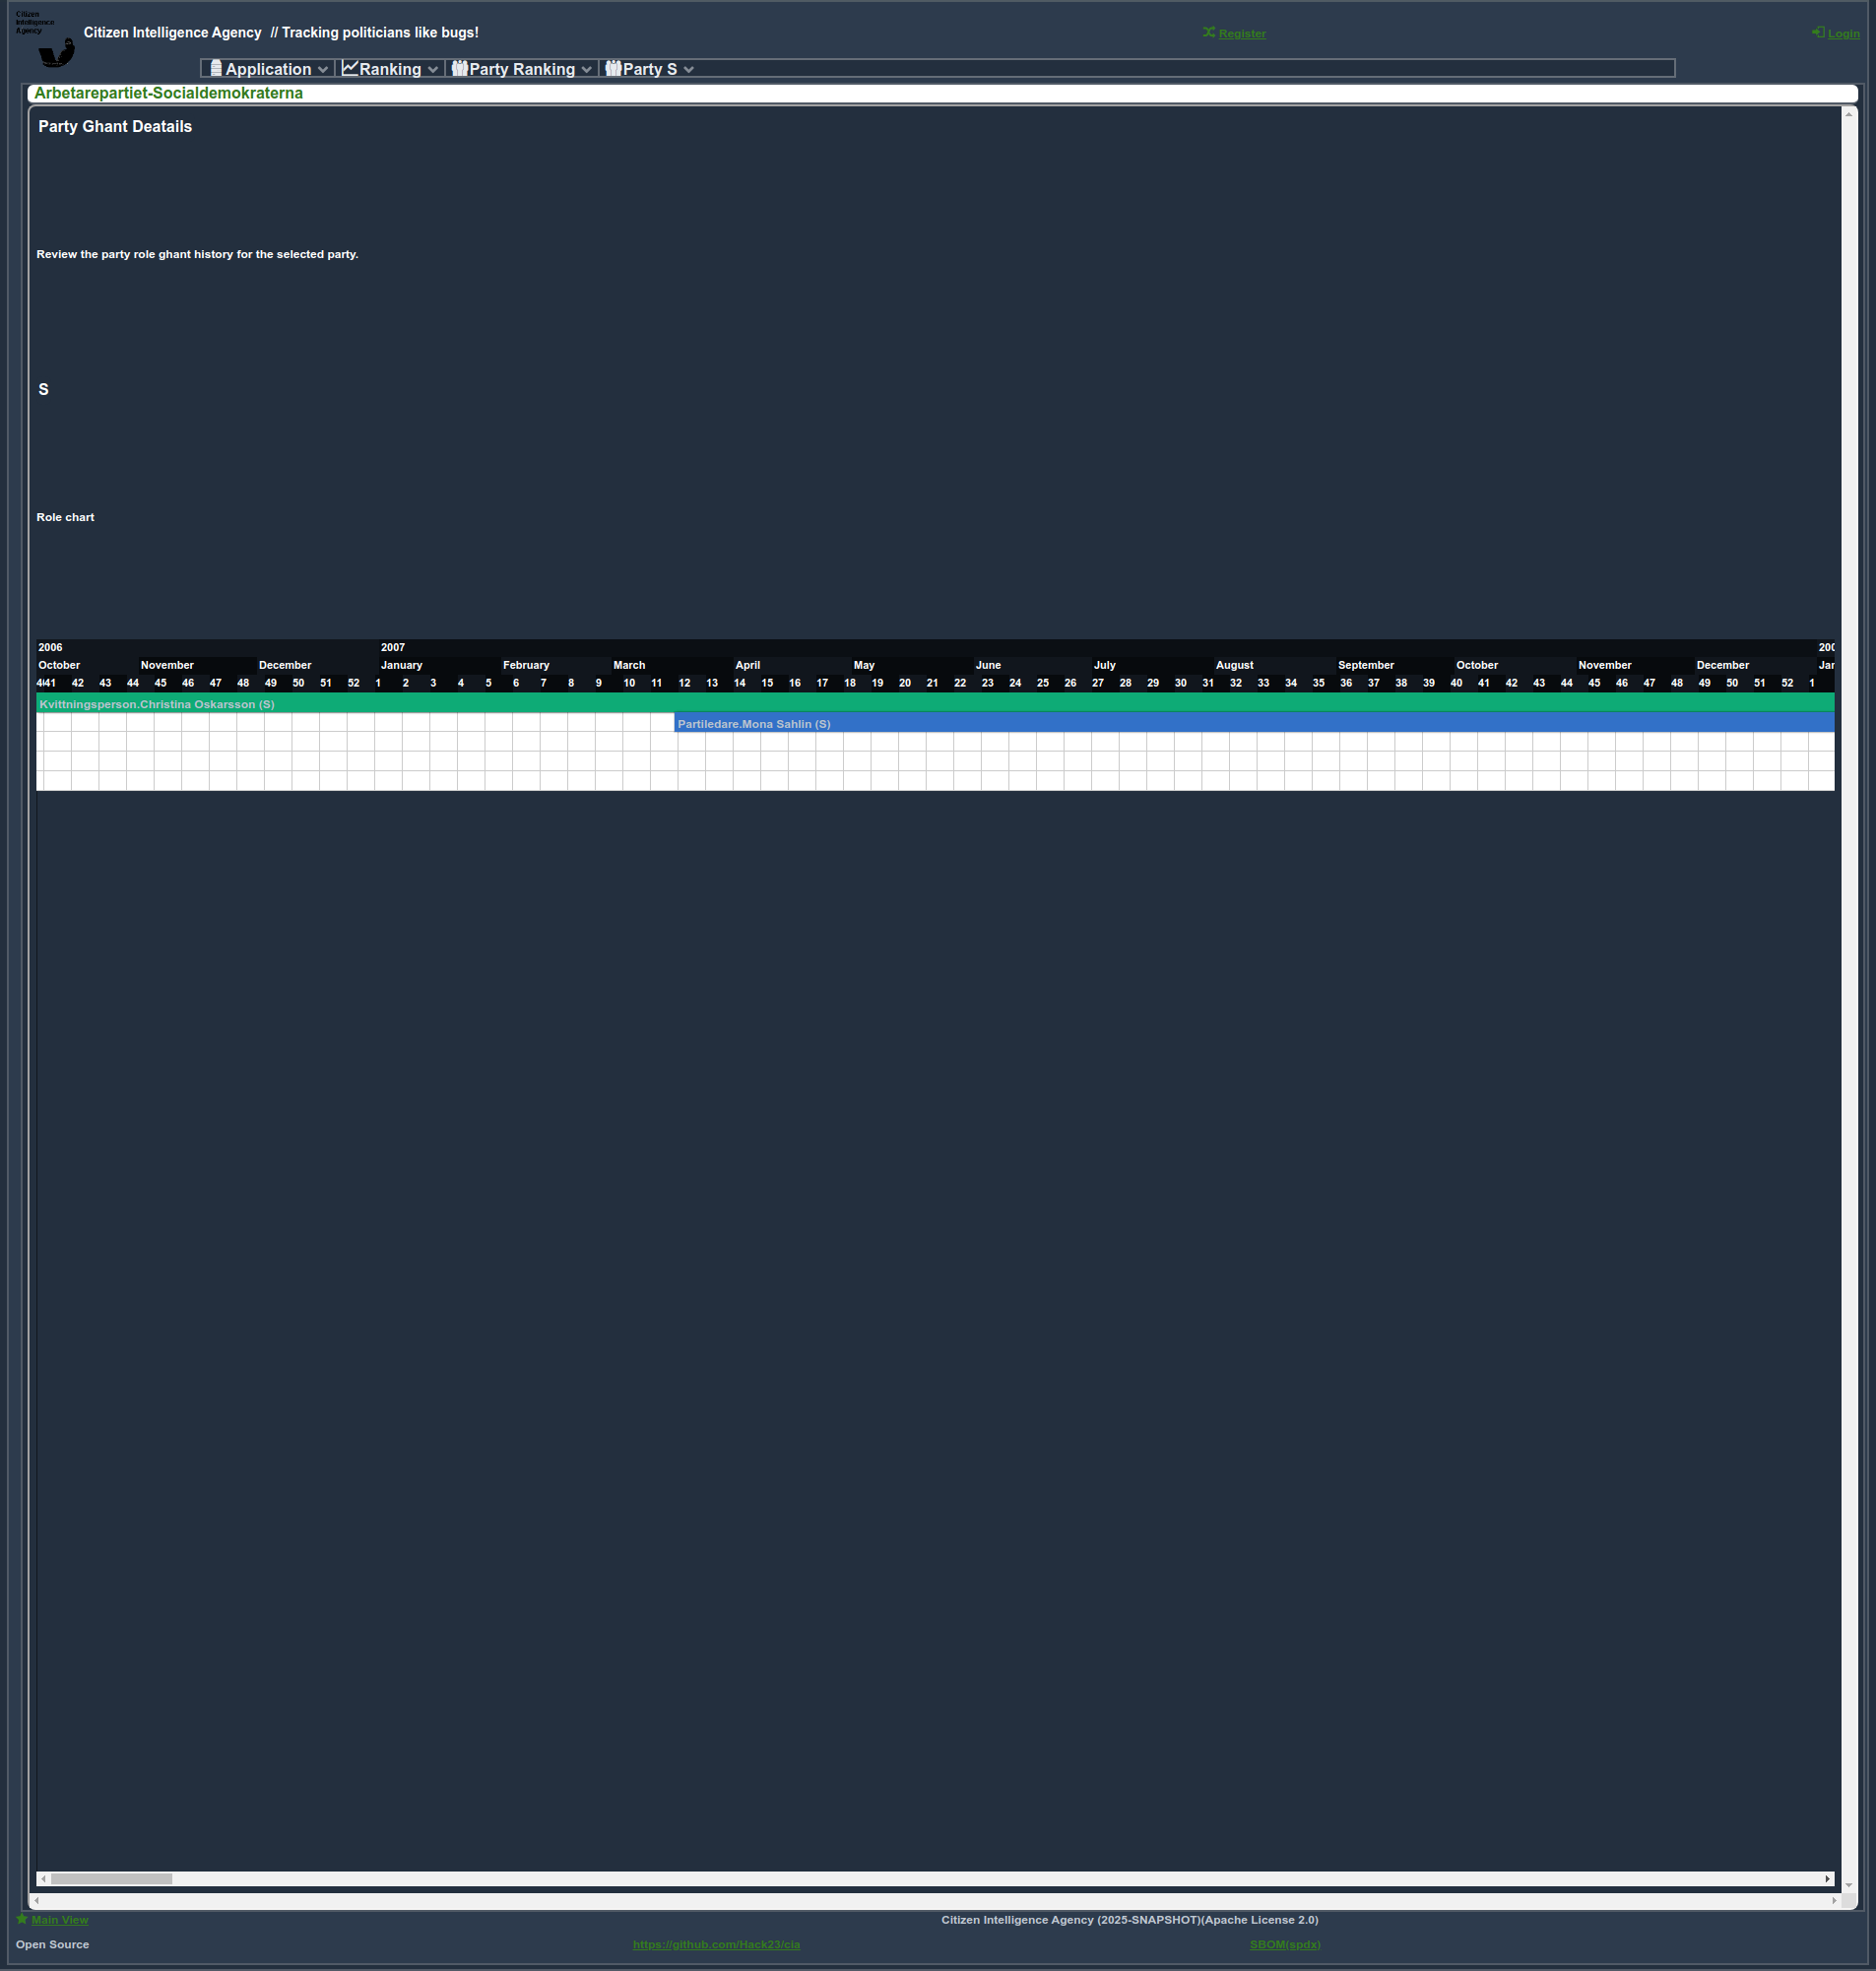 Citizen
Intelligence
Agency
Citizen Intelligence Agency // Tracking politicians like bugs!
Register
Login
Application Ranking Party Ranking Party S
Arbetarepartiet-Socialdemokraterna
Party Ghant Deatails
Review the party role ghant history for the selected party.
S
Role chart
2006 2007 200
October November December January February March April May June July August September October November December Jar
41 42 43 44 45 46 47 48 49 50 51 52 1 2 3 4 5 6 7 8 9 10 11 12 13 14 15 16 17 18 19 20 21 22 23 24 25 26 27 28 29 30 31 32 33 34 35 36 37 38 39 40 41 42 43 44 45 46 47 48 49 50 51 52 1
Kvittningsperson.Christina Oskarsson (S)
Partiledare.Mona Sahlin (S)
Main View
Citizen Intelligence Agency (2025-SNAPSHOT)(Apache License 2.0)
Open Source
https://github.com/Hack23/cia
SBOM(spdx)